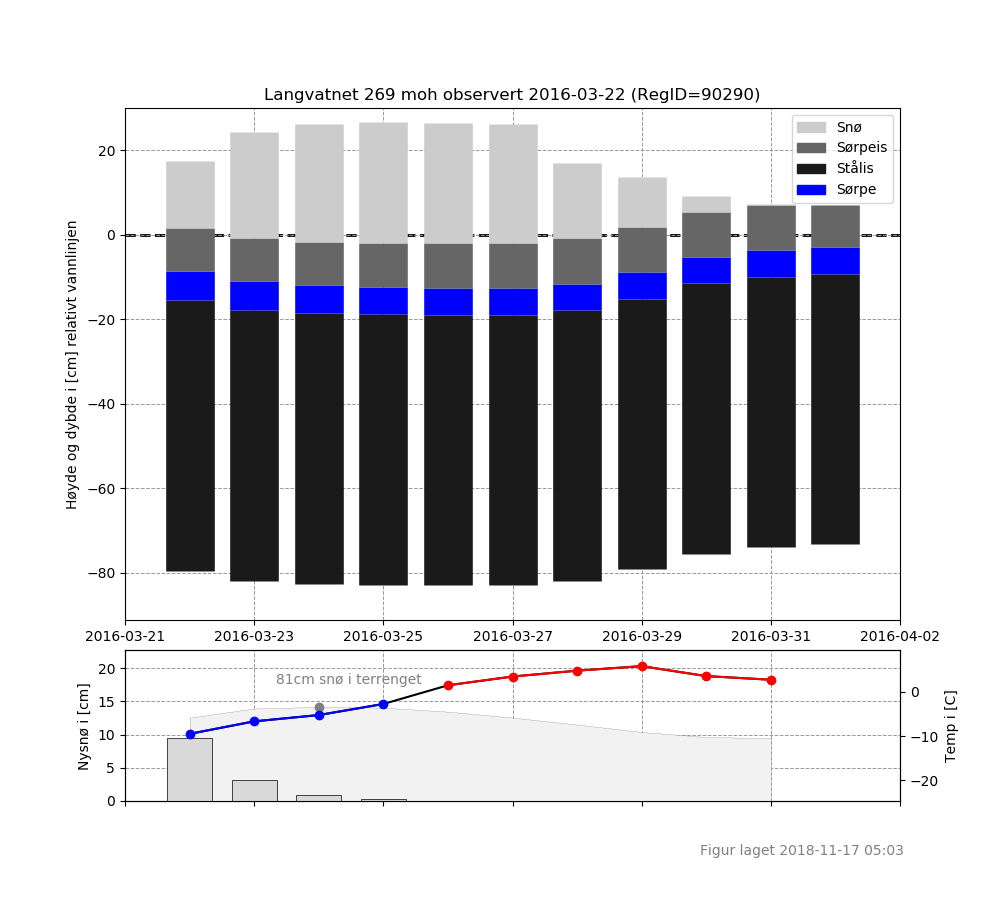 Langvatnet 269 moh observert 2016-03-22 (RegID=90290)
Høyde og dybde i [cm] relativt vannlinjen
20
0
−20
−40
−60
−80
Snø
Sørpeis
Stålis
Sørpe
2016-03-21 2016-03-23 2016-03-25 2016-03-27 2016-03-29 2016-03-31 2016-04-02
Nysnø i [cm]
20
15
10
5
0
81cm snø i terrenget
0
−10
−20
Temp i [C]
Figur laget 2018-11-17 05:03